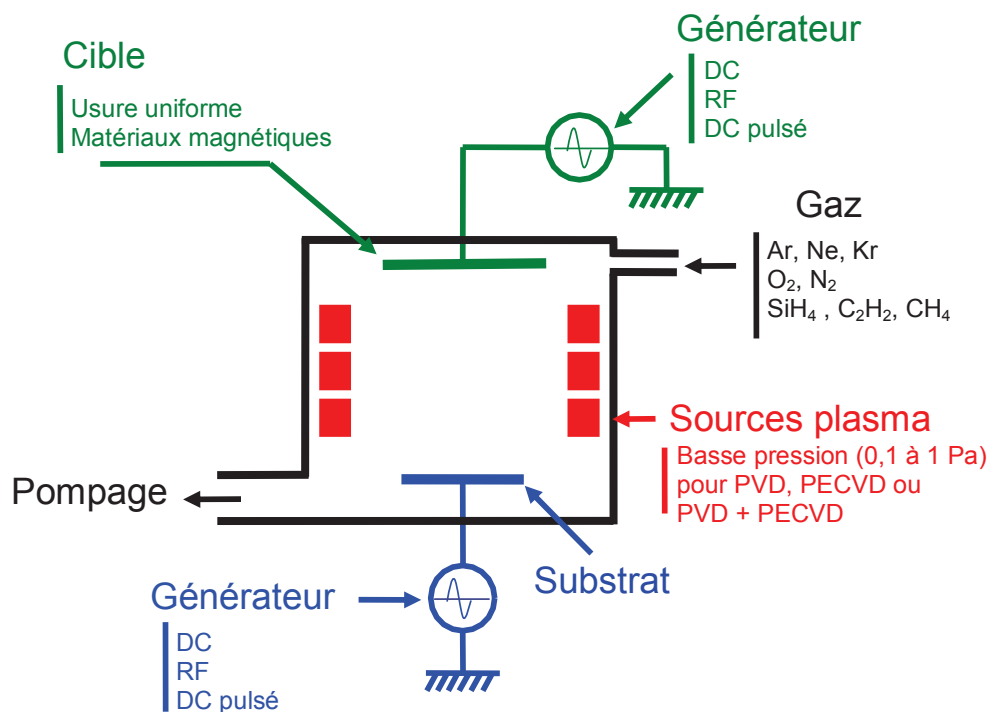 Générateur
DC
RF
DC pulsé
Cible
Usure uniforme
Matériaux magnétiques
Gaz
Ar, Ne, Kr
O₂, N₂
SiH₄ , C₂H₂, CH₄
Sources plasma
Basse pression (0,1 à 1 Pa)
pour PVD, PECVD ou
PVD + PECVD
Pompage
Substrat
Générateur
DC
RF
DC pulsé